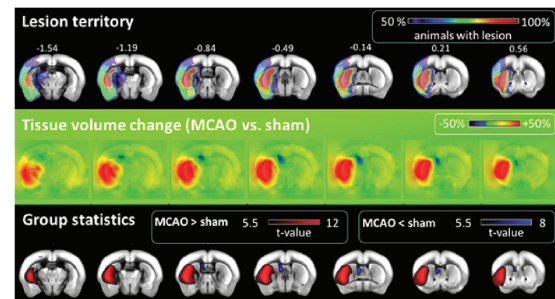 Lesion territory
50 % 100%
animals with lesion
-1.54 -1.19 -0.84 -0.49 -0.14 0.21 0.56
Tissue volume change (MCAO vs. sham)
-50% +50%
Group statistics
MCAO > sham 5.5 12
t-value
MCAO < sham 5.5 8
t-value